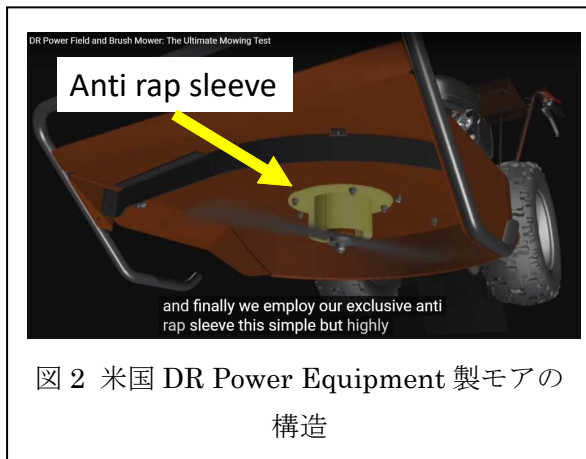 DR Power Field and Brush Mower: The Ultimate Mowing Test
Anti rap sleeve
and finally we employ our exclusive anti
rap sleeve this simple but highly
図 2 米国 DR Power Equipment 製モアの
構造